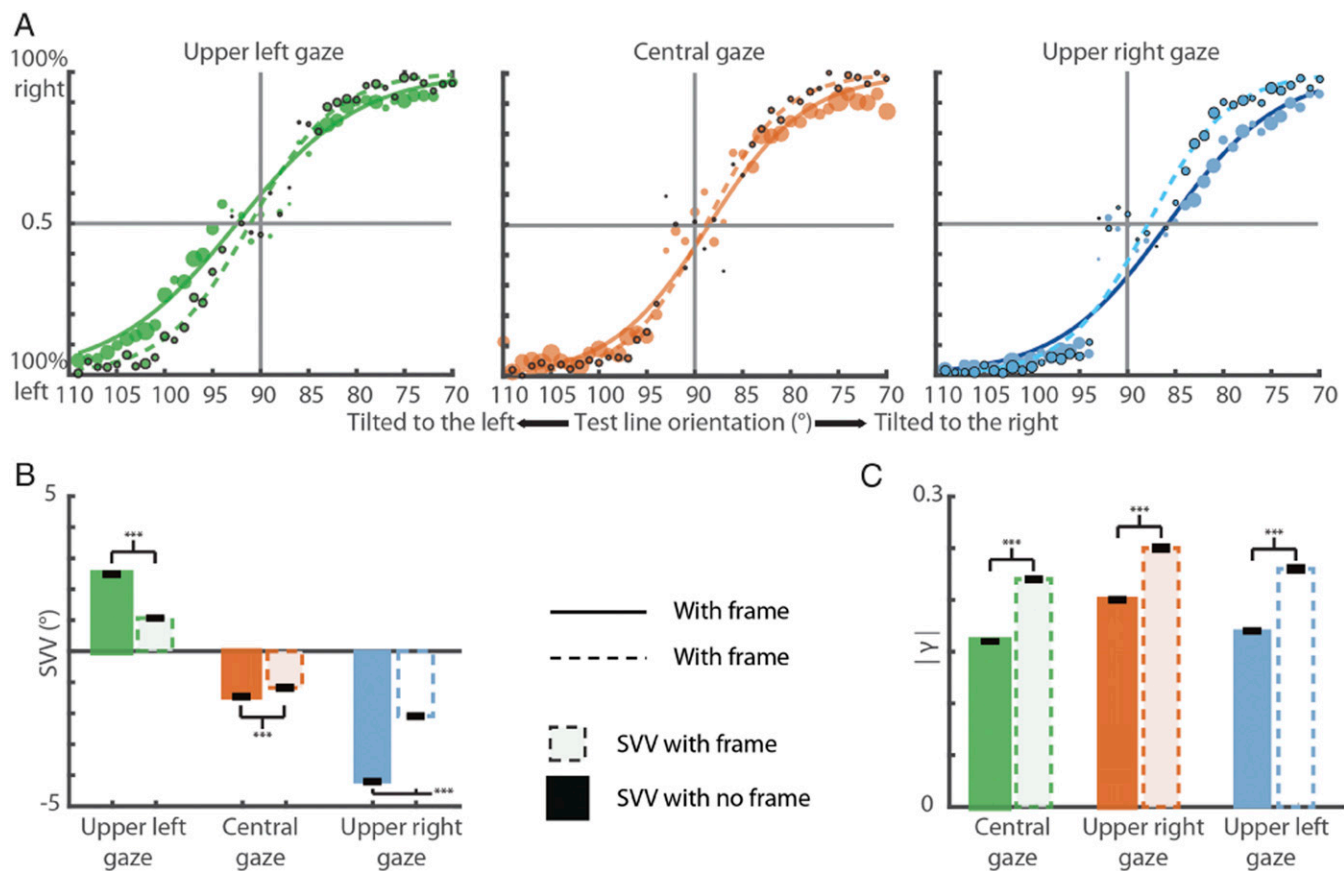 A
Upper left gaze
Central gaze
Upper right gaze
100%
right
0.5
100%
left
110 105 100 95 90 85 80 75 70
110 105 100 95 90 85 80 75 70
110 105 100 95 90 85 80 75 70
Tilted to the left Test line orientation (°) Tilted to the right
B
5
SVV (°)
-5
***
***
***
Upper left
gaze
Central
gaze
Upper right
gaze
With frame
With frame
SVV with frame
SVV with no frame
C
0.3
|γ|
0
***
***
***
Central
gaze
Upper right
gaze
Upper left
gaze